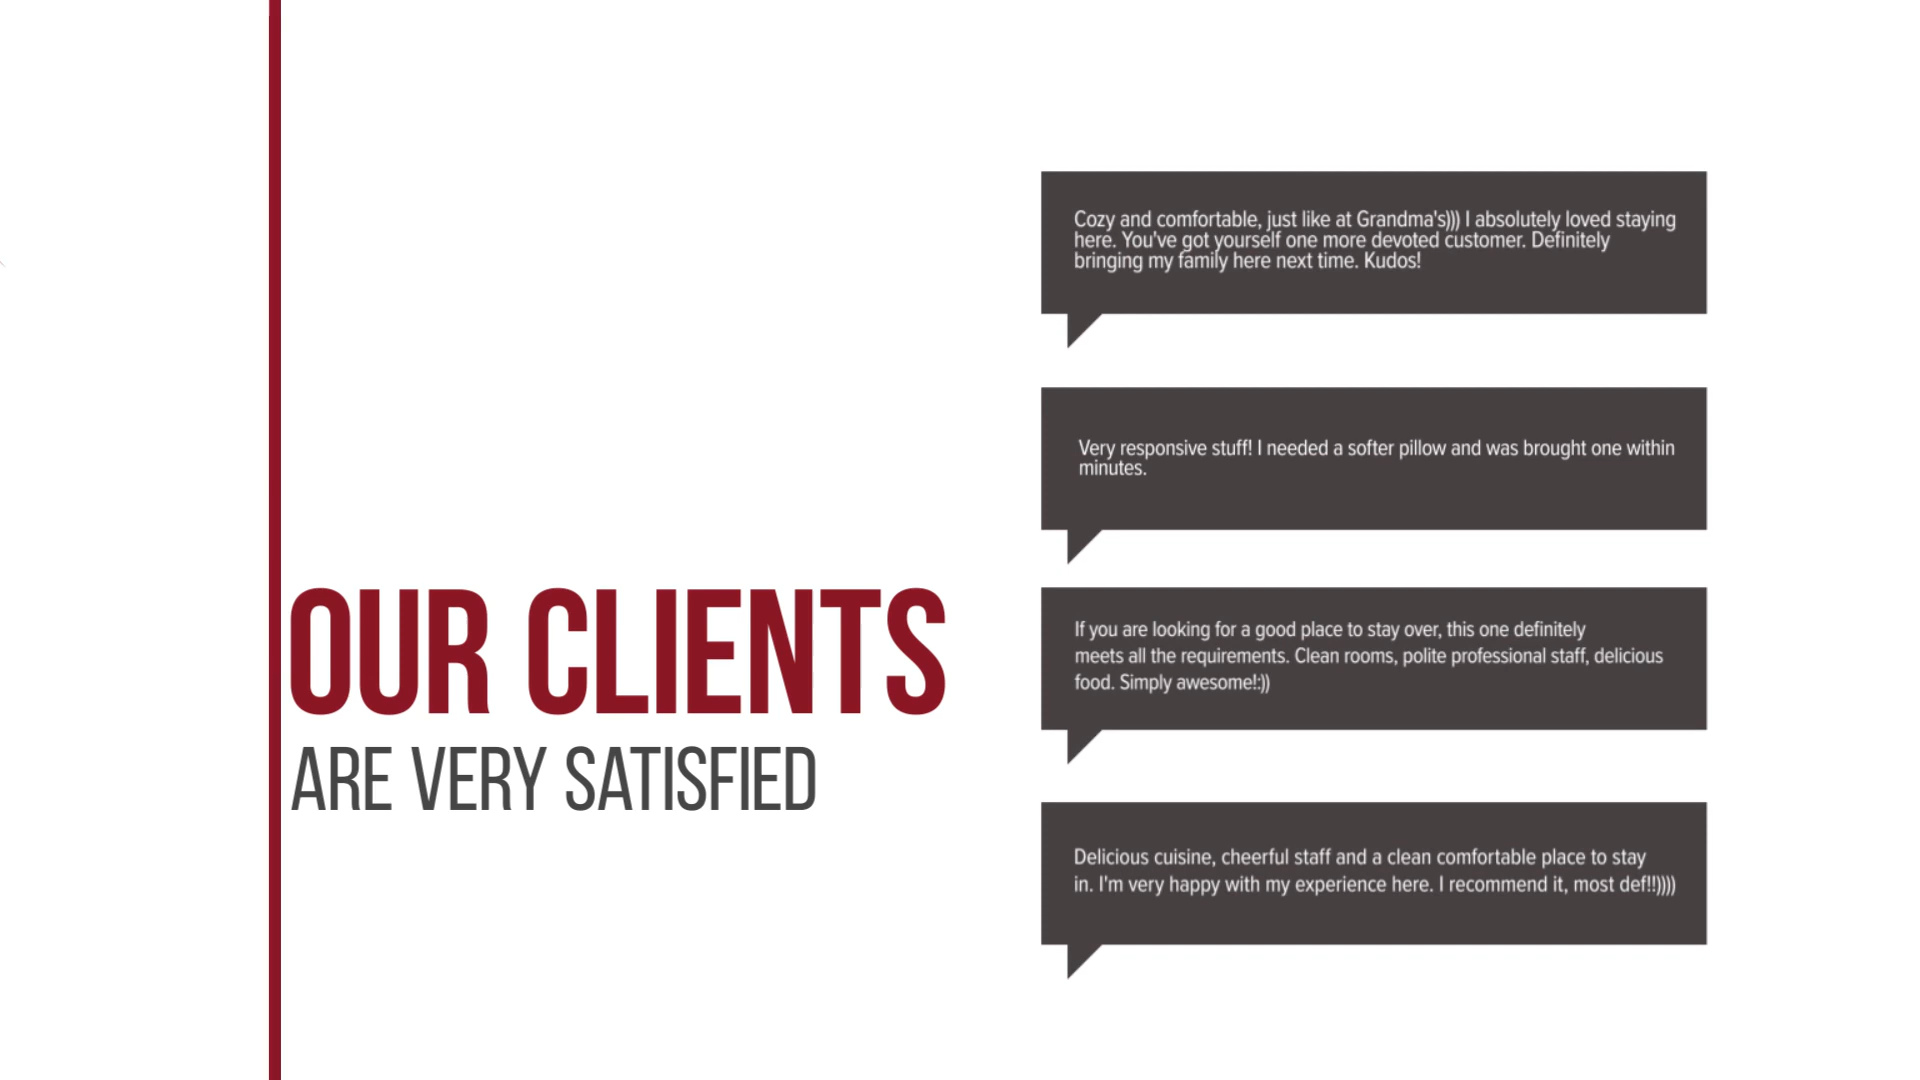 OUR CLIENTS
ARE VERY SATISFIED
Cozy and comfortable, just like at Grandma's))) I absolutely loved staying
here. You've got yourself one more devoted customer. Definitely
bringing my family here next time. Kudos!
Very responsive stuff! I needed a softer pillow and was brought one within
minutes.
If you are looking for a good place to stay over, this one definitely
meets all the requirements. Clean rooms, polite professional staff, delicious
food. Simply awesome!:))
Delicious cuisine, cheerful staff and a clean comfortable place to stay
in. I'm very happy with my experience here. I recommend it, most def!!))))